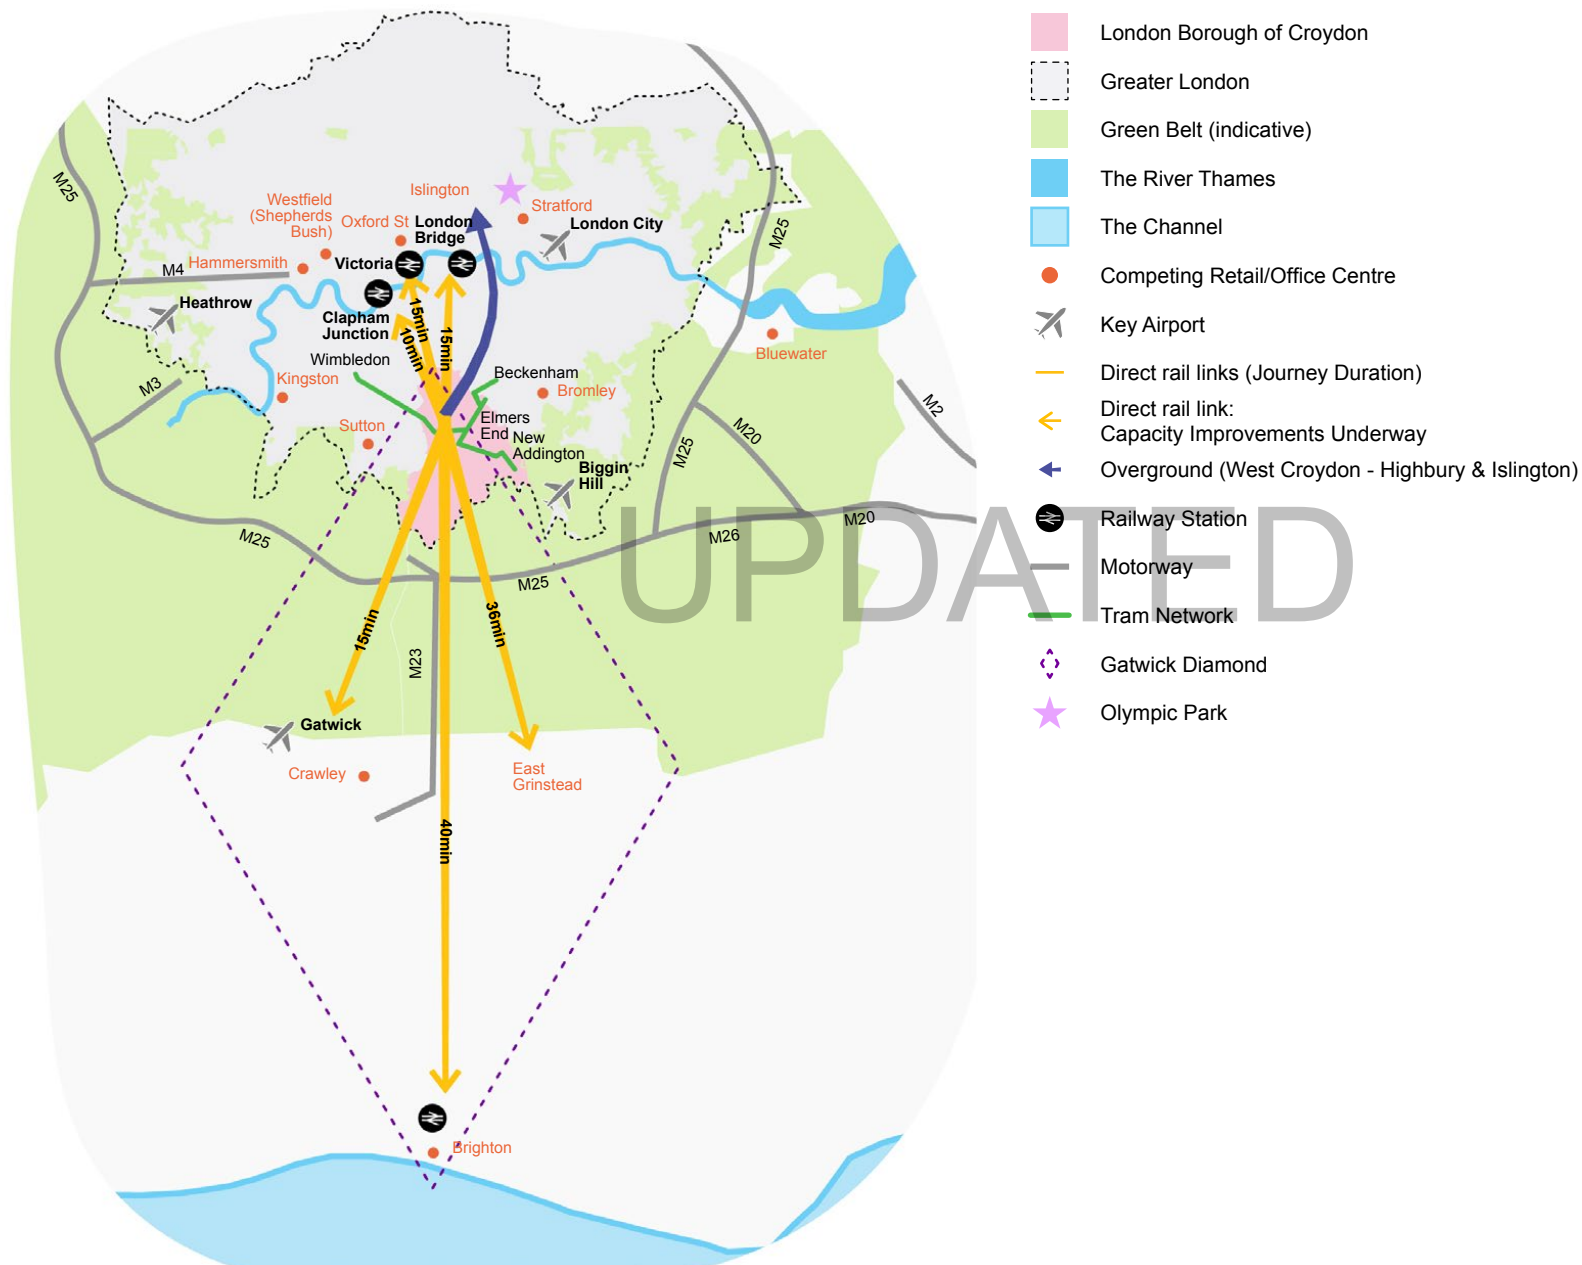 London Borough of Croydon
Greater London
Green Belt (indicative)
The River Thames
The Channel
Competing Retail/Office Centre
Key Airport
Direct rail links (Journey Duration)
Direct rail link:
Capacity Improvements Underway
Overground (West Croydon - Highbury & Islington)
Railway Station
Motorway
Tram Network
Gatwick Diamond
Olympic Park
UPDATED
M25
Islington
Westfield
(Shepherds
Bush)
Oxford St
London
Bridge
Stratford
London City
M25
Hammersmith
Victoria
M4
Heathrow
Clapham
Junction
15min
10min
15min
Wimbledon
Beckenham
Bluewater
M3
Kingston
Bromley
M2
Sutton
Elmers
End
New
Addington
M20
M25
Biggin
Hill
M25
M26
M20
M25
15min
36min
M23
Gatwick
Crawley
East
Grinstead
40min
Brighton